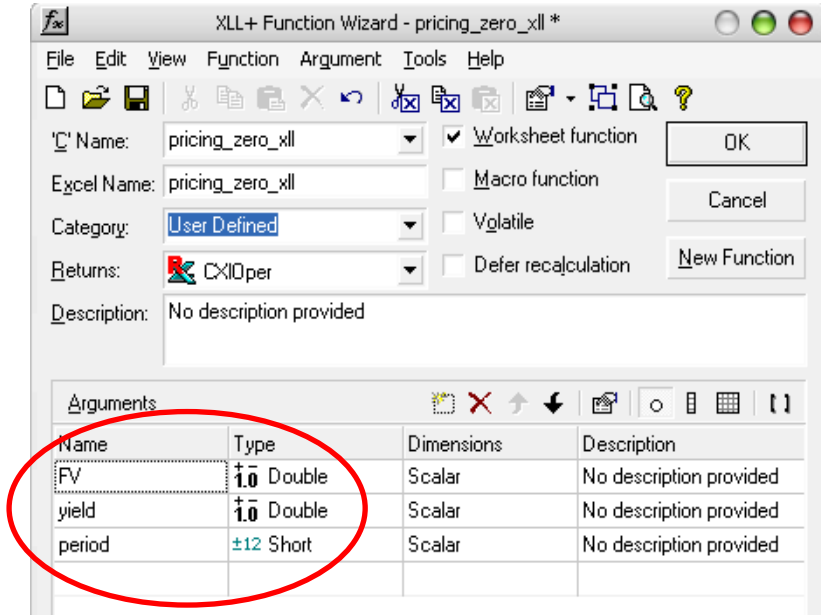 XLL+ Function Wizard - pricing_zero_xll *
File Edit View Function Argument Tools Help
'C' Name: pricing_zero_xll Worksheet function OK
Excel Name: pricing_zero_xll Macro function Cancel
Category: User Defined Volatile
Returns: CXlOper Defer recalculation New Function
Description: No description provided
Arguments
Name Type Dimensions Description
FV ±1.0 Double Scalar No description provided
yield ±1.0 Double Scalar No description provided
period ±12 Short Scalar No description provided